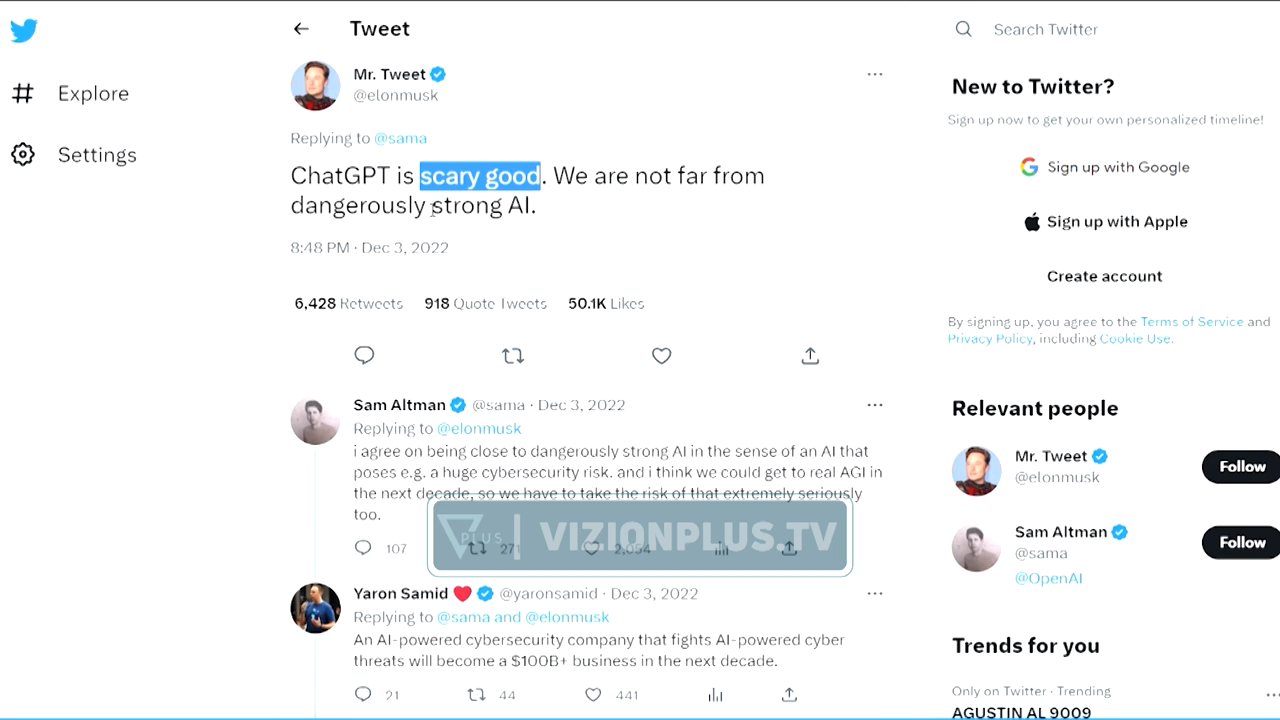 Tweet
Search Twitter
Explore
Settings
Mr. Tweet
@elonmusk
Replying to @sama
ChatGPT is scary good. We are not far from
dangerously strong AI.
8:48 PM · Dec 3, 2022
6,428 Retweets 918 Quote Tweets 50.1K Likes
Sam Altman @sama · Dec 3, 2022
Replying to @elonmusk
i agree on being close to dangerously strong AI in the sense of an AI that
poses e.g. a huge cybersecurity risk. and i think we could get to real AGI in
the next decade, so we have to take the risk of that extremely seriously
too.
107 271
PLUS VIZIONPLUS.TV
Yaron Samid @yaronsamid · Dec 3, 2022
Replying to @sama and @elonmusk
An AI-powered cybersecurity company that fights AI-powered cyber
threats will become a $100B+ business in the next decade.
21 44 441
New to Twitter?
Sign up now to get your own personalized timeline!
Sign up with Google
Sign up with Apple
Create account
By signing up, you agree to the Terms of Service and
Privacy Policy, including Cookie Use.
Relevant people
Mr. Tweet
@elonmusk
Follow
Sam Altman
@sama
Follow
@OpenAI
Trends for you
Only on Twitter · Trending
AGUSTIN AL 9009